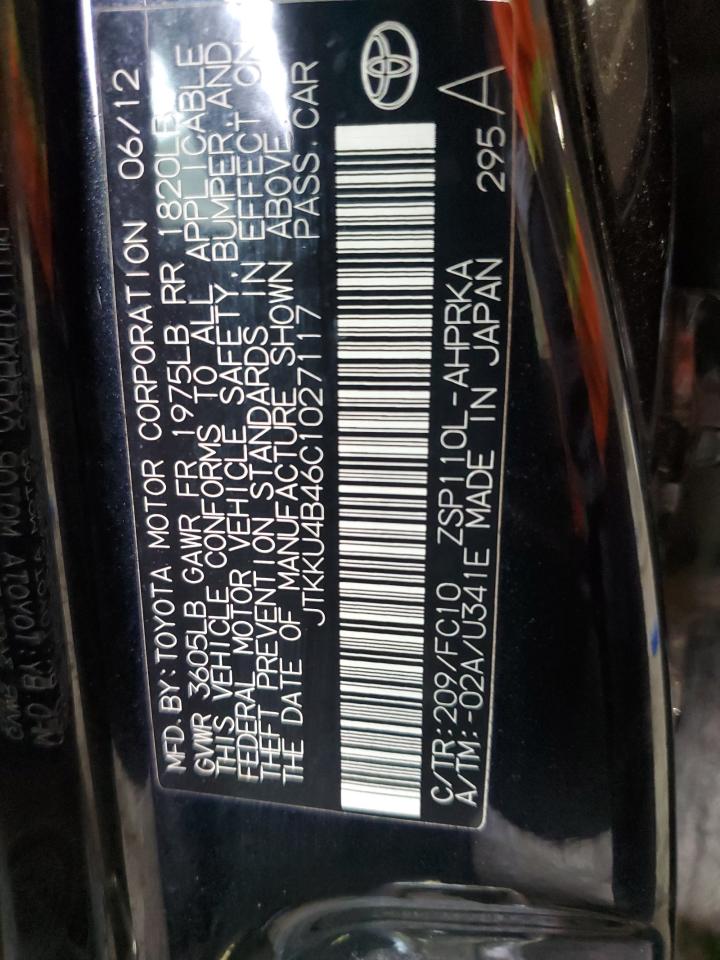 MFD.BY:TOYOTA MOTOR CORPORATION 06/12
GVWR 3605LB GAWR FR 1975LB RR 1820LB
THIS VEHICLE CONFORMS TO ALL APPLICABLE
FEDERAL MOTOR VEHICLE SAFETY,BUMPER,AND
THEFT PREVENTION STANDARDS IN EFFECT ON
THE DATE OF MANUFACTURE SHOWN ABOVE.
JTKKU4B46C1027117 PASS.CAR
C/TR:209/FC10 ZSP110L-AHPRKA 295 A
A/TM:-02A/U341E MADE IN JAPAN